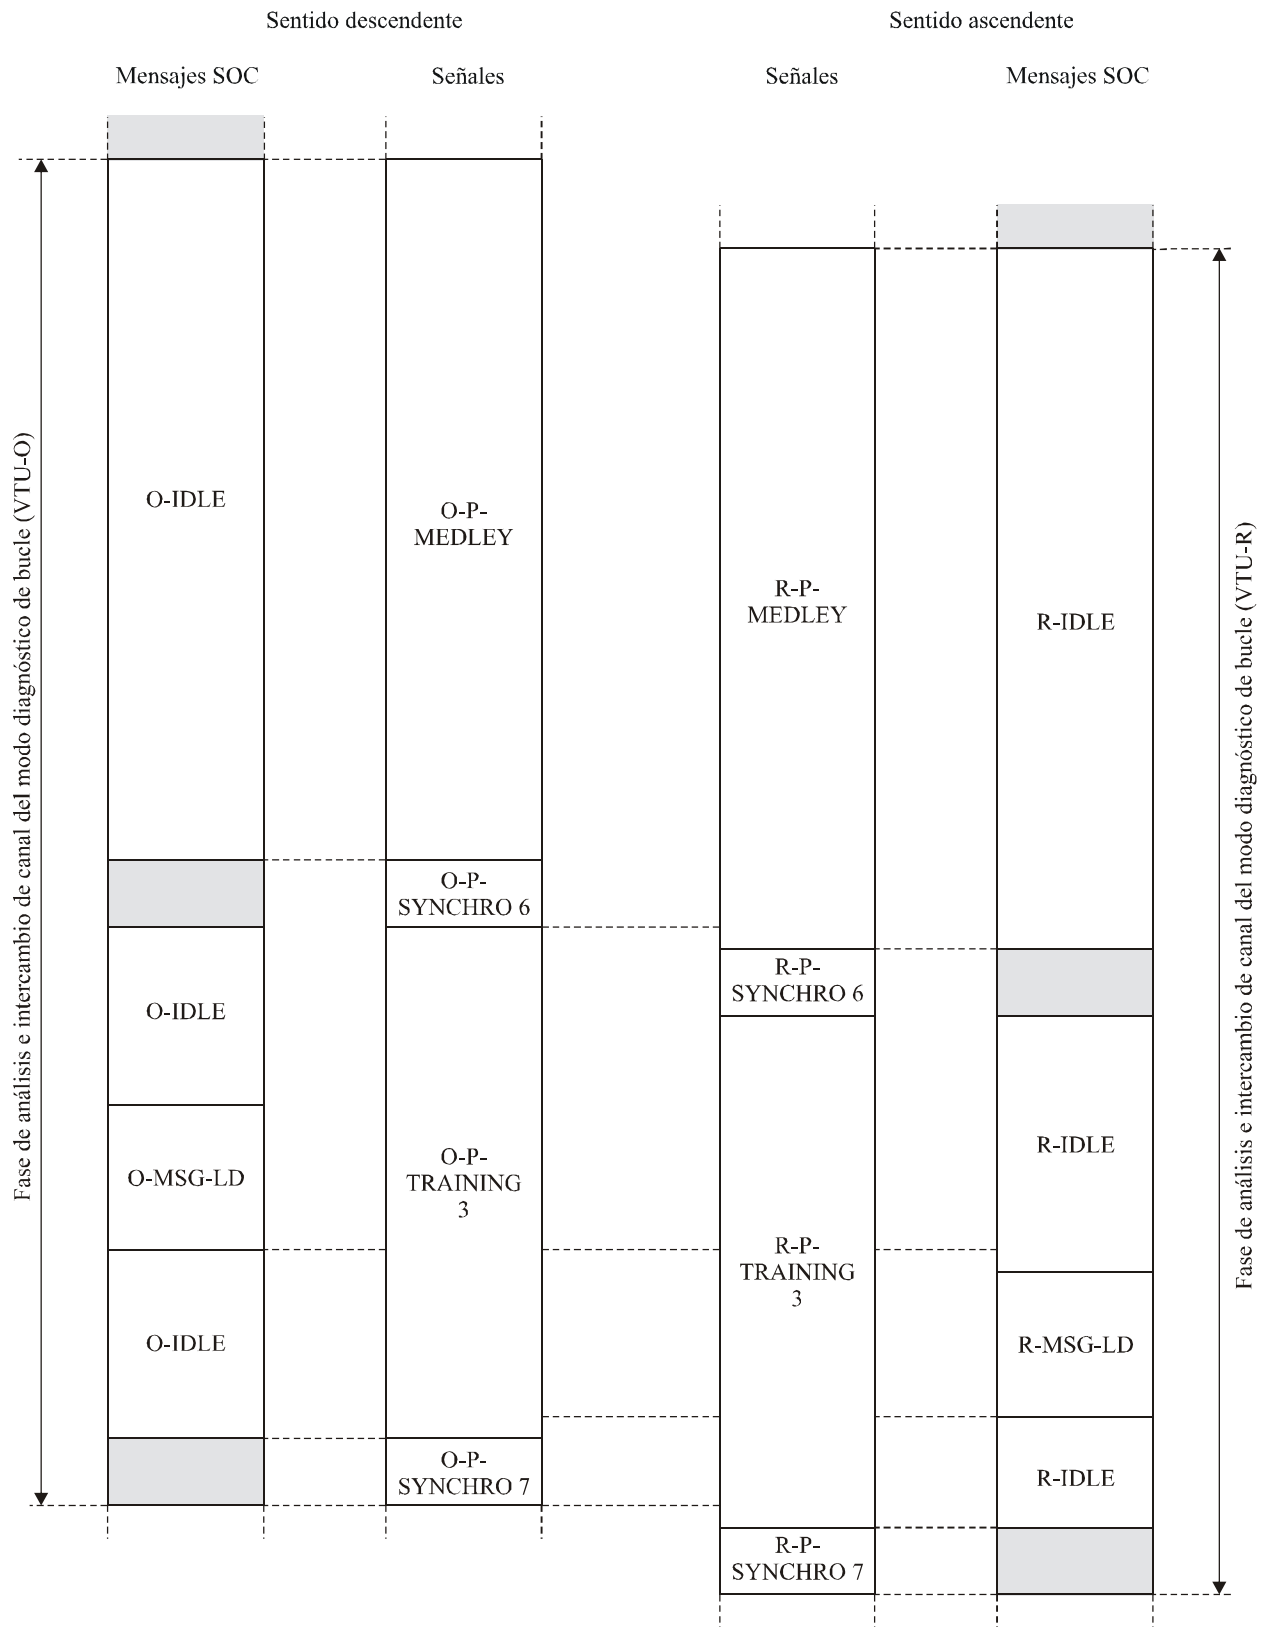 Sentido descendente
Sentido ascendente
Mensajes SOC
Señales
Señales
Mensajes SOC
Fase de análisis e intercambio de canal del modo diagnóstico de bucle (VTU-O)
O-IDLE
O-P-
MEDLEY
R-P-
MEDLEY
R-IDLE
Fase de análisis e intercambio de canal del modo diagnóstico de bucle (VTU-R)
O-P-
SYNCHRO 6
R-P-
SYNCHRO 6
O-IDLE
O-MSG-LD
O-P-
TRAINING
3
R-IDLE
R-P-
TRAINING
3
O-IDLE
R-MSG-LD
O-P-
SYNCHRO 7
R-IDLE
R-P-
SYNCHRO 7